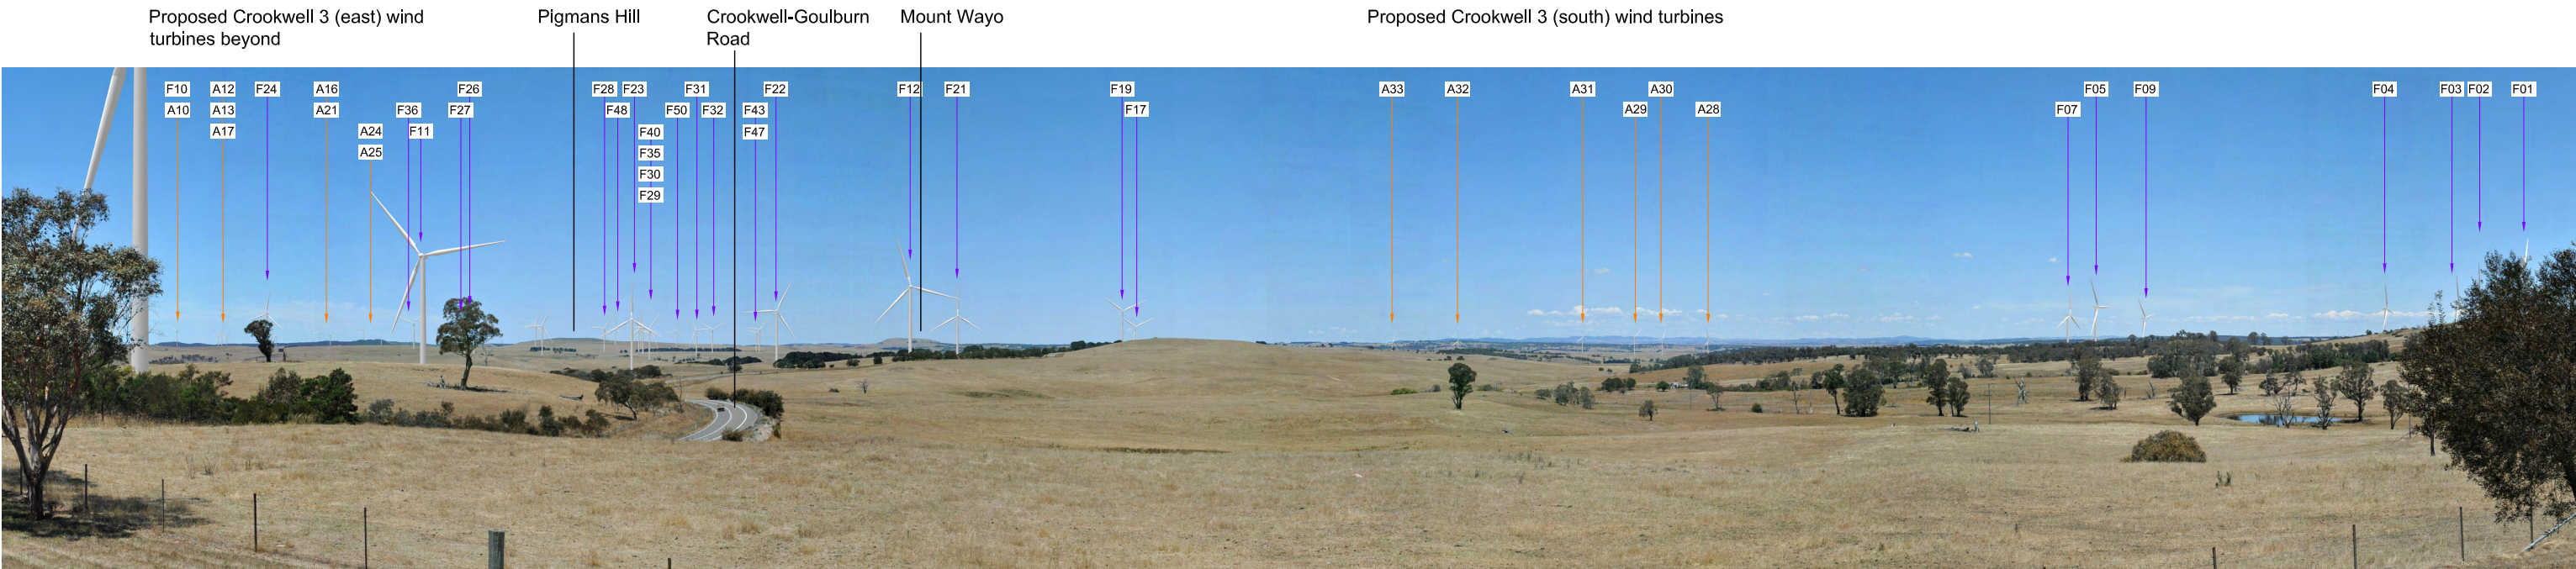 Proposed Crookwell 3 (east) wind
turbines beyond
Pigmans Hill
Crookwell-Goulburn
Road
Mount Wayo
Proposed Crookwell 3 (south) wind turbines
F10
A10
A12
A13
A17
F24
A16
A21
A24
A25
F36
F11
F26
F27
F28
F48
F23
F40
F35
F30
F29
F50
F31
F32
F43
F47
F22
F12
F21
F19
F17
A33
A32
A31
A29
A30
A28
F07
F05
F09
F04
F03
F02
F01